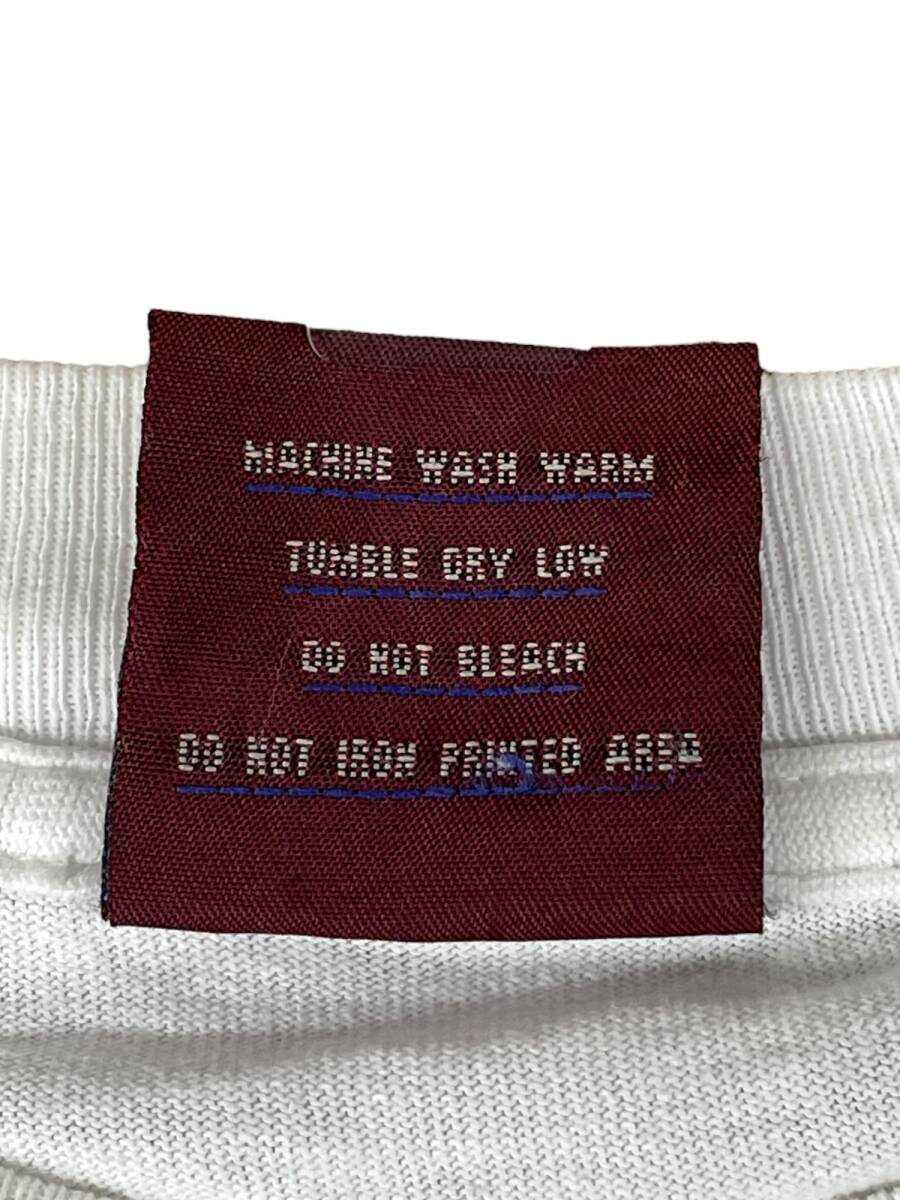 MACHINE WASH WARM
TUMBLE DRY LOW
DO NOT BLEACH
DO NOT IRON PRINTED AREA